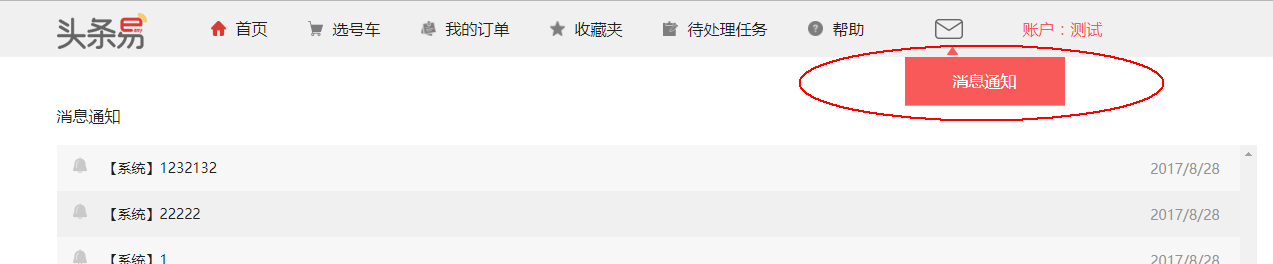 头条易 首页 选号车 我的订单 收藏夹 待处理任务 帮助 账户：测试
消息通知
消息通知
【系统】1232132 2017/8/28
【系统】22222 2017/8/28
【系统】1 2017/8/28